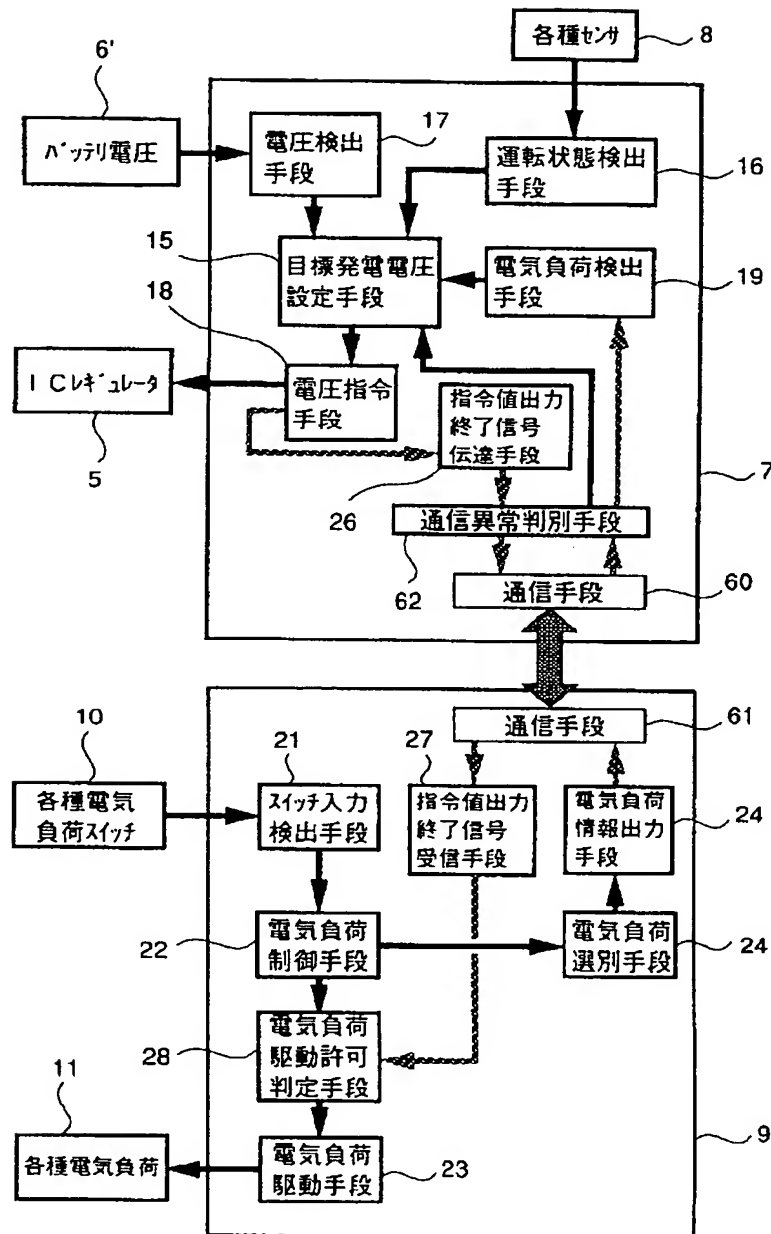 各種センサ
8
6'
バッテリ電圧
17
電圧検出
手段
運転状態検出
手段
16
15
目標発電電圧
設定手段
電気負荷検出
手段
19
18
ICレギュレータ
5
電圧指令
手段
指令値出力
終了信号
伝達手段
26
7
通信異常判別手段
62
通信手段
60
10
通信手段
61
21
27
各種電気
負荷スイッチ
スイッチ入力
検出手段
指令値出力
終了信号
受信手段
電気負荷
情報出力
手段
24
22
電気負荷
制御手段
電気負荷
選別手段
24
28
電気負荷
駆動許可
判定手段
11
各種電気負荷
電気負荷
駆動手段
23
9